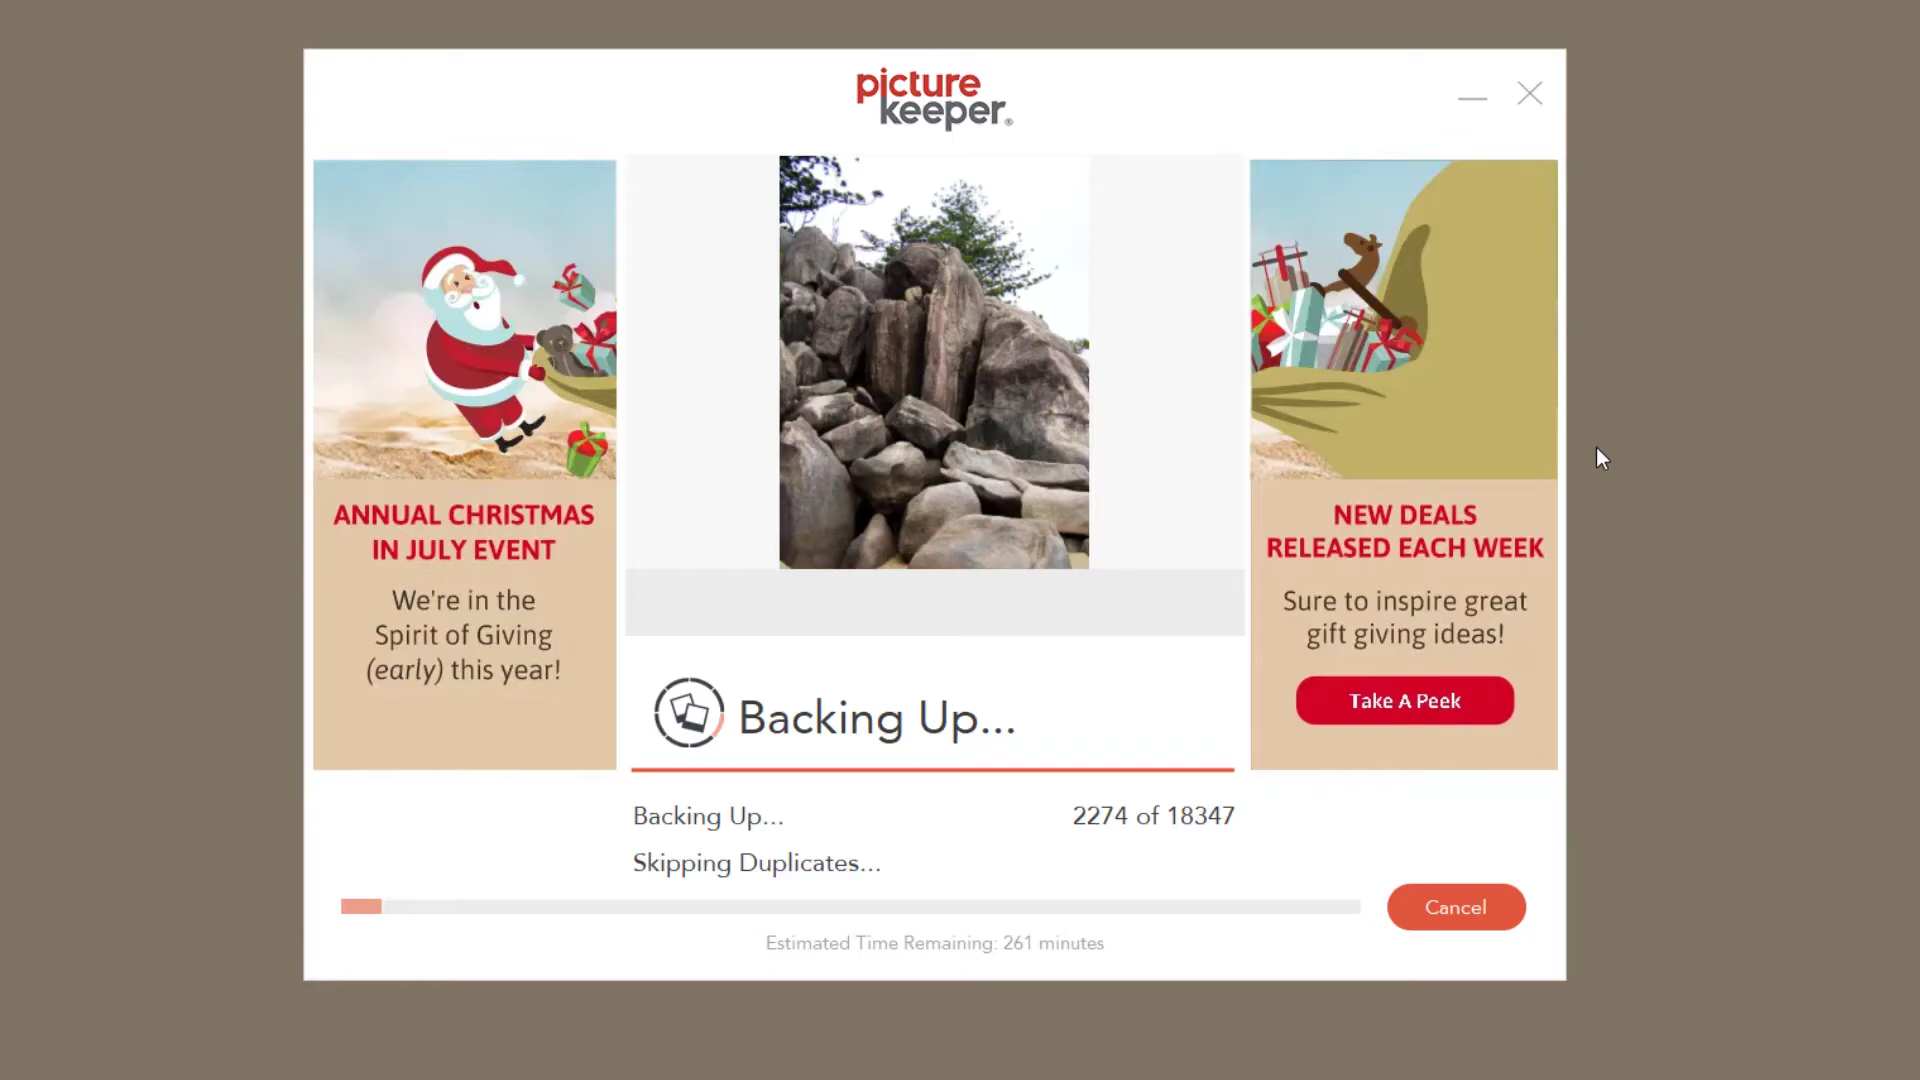 picture
keeper®
ANNUAL CHRISTMAS
IN JULY EVENT
We're in the
Spirit of Giving
(early) this year!
NEW DEALS
RELEASED EACH WEEK
Sure to inspire great
gift giving ideas!
Take A Peek
Backing Up...
Backing Up... 2274 of 18347
Skipping Duplicates...
Cancel
Estimated Time Remaining: 261 minutes